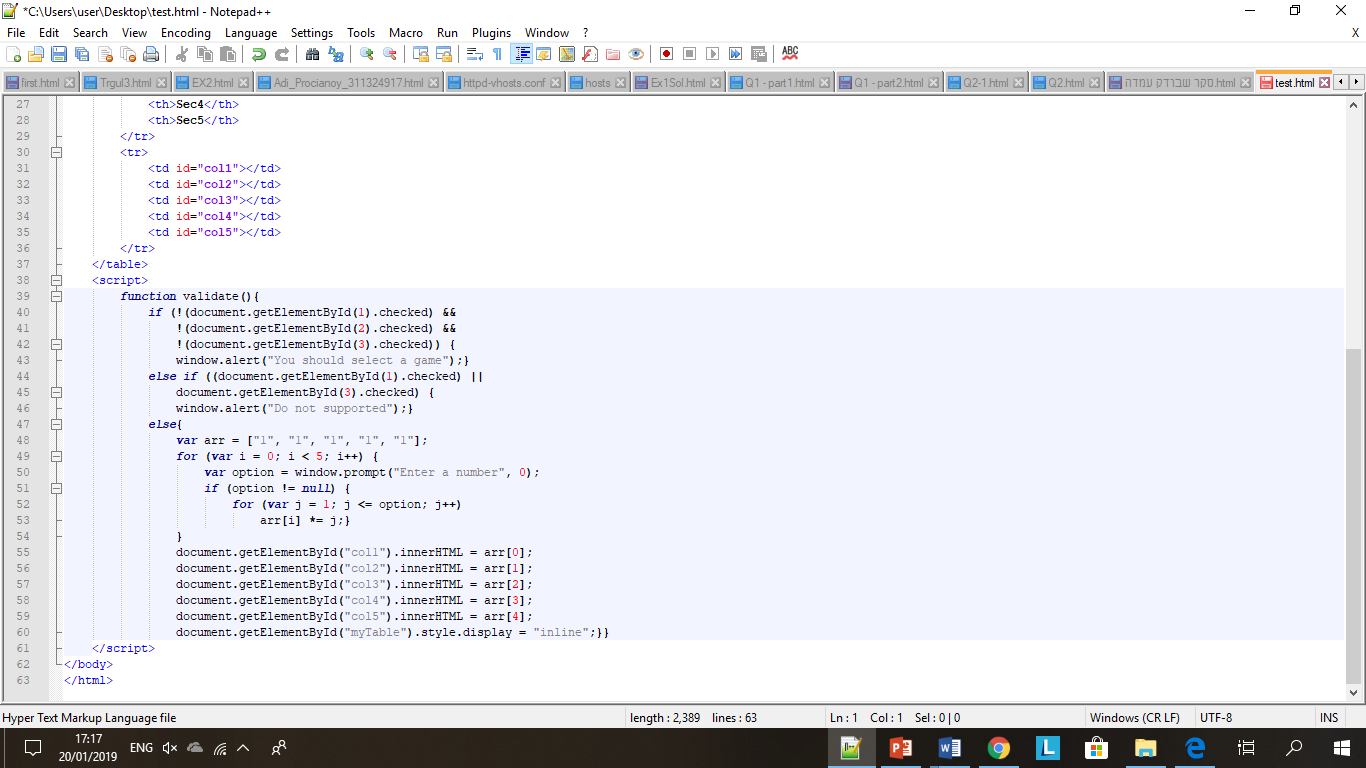 *C:\Users\user\Desktop\test.html - Notepad++
File Edit Search View Encoding Language Settings Tools Macro Run Plugins Window ? X
first.html Trgul3.html EX2.html Adi_Procianoy_311324917.html httpd-vhosts.conf hosts Ex1Sol.html Q1 - part1.html Q1 - part2.html Q2-1.html Q2.html סקר שברדק עמדה.html test.html
27 <th>Sec4</th>
28 <th>Sec5</th>
29 </tr>
30 <tr>
31 <td id="col1"></td>
32 <td id="col2"></td>
33 <td id="col3"></td>
34 <td id="col4"></td>
35 <td id="col5"></td>
36 </tr>
37 </table>
38 <script>
39 function validate(){
40 if (!(document.getElementById(1).checked) &&
41 !(document.getElementById(2).checked) &&
42 !(document.getElementById(3).checked)) {
43 window.alert("You should select a game");}
44 else if ((document.getElementById(1).checked) ||
45 document.getElementById(3).checked) {
46 window.alert("Do not supported");}
47 else{
48 var arr = ["1", "1", "1", "1", "1"];
49 for (var i = 0; i < 5; i++) {
50 var option = window.prompt("Enter a number", 0);
51 if (option != null) {
52 for (var j = 1; j <= option; j++)
53 arr[i] *= j;}
54 }
55 document.getElementById("col1").innerHTML = arr[0];
56 document.getElementById("col2").innerHTML = arr[1];
57 document.getElementById("col3").innerHTML = arr[2];
58 document.getElementById("col4").innerHTML = arr[3];
59 document.getElementById("col5").innerHTML = arr[4];
60 document.getElementById("myTable").style.display = "inline";}}
61 </script>
62 </body>
63 </html>
Hyper Text Markup Language file length : 2,389 lines : 63 Ln : 1 Col : 1 Sel : 0 | 0 Windows (CR LF) UTF-8 INS
17:17
ENG
20/01/2019